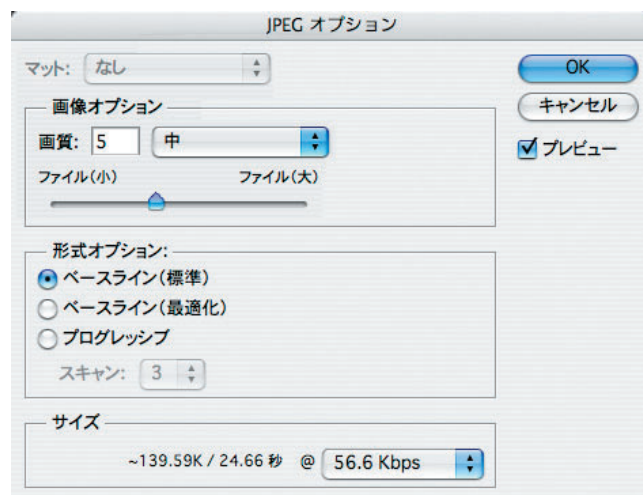 JPEG オプション
マット: なし
OK
画像オプション
キャンセル
画質: 5 中
プレビュー
ファイル(小) ファイル(大)
形式オプション:
ベースライン(標準)
ベースライン(最適化)
プログレッシブ
スキャン: 3
サイズ
~139.59K / 24.66 秒 @ 56.6 Kbps